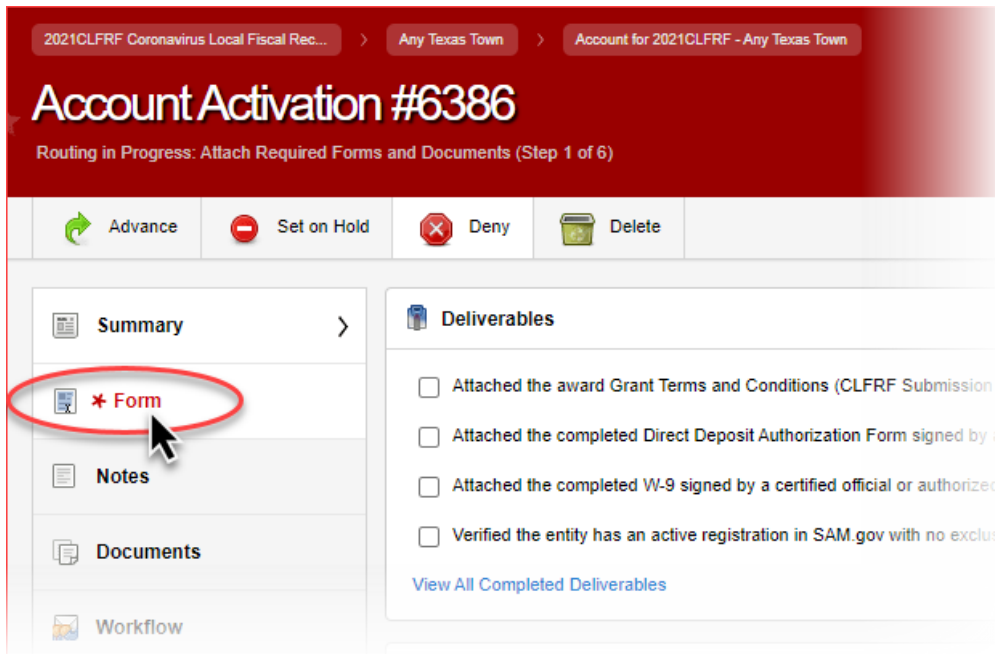 2021CLFRF Coronavirus Local Fiscal Rec... > Any Texas Town > Account for 2021CLFRF - Any Texas Town
Account Activation #6386
Routing in Progress: Attach Required Forms and Documents (Step 1 of 6)
Advance Set on Hold Deny Delete
Summary
* Form
Notes
Documents
Workflow
Deliverables
Attached the award Grant Terms and Conditions (CLFRF Submission
Attached the completed Direct Deposit Authorization Form signed by
Attached the completed W-9 signed by a certified official or authorized
Verified the entity has an active registration in SAM.gov with no
View All Completed Deliverables